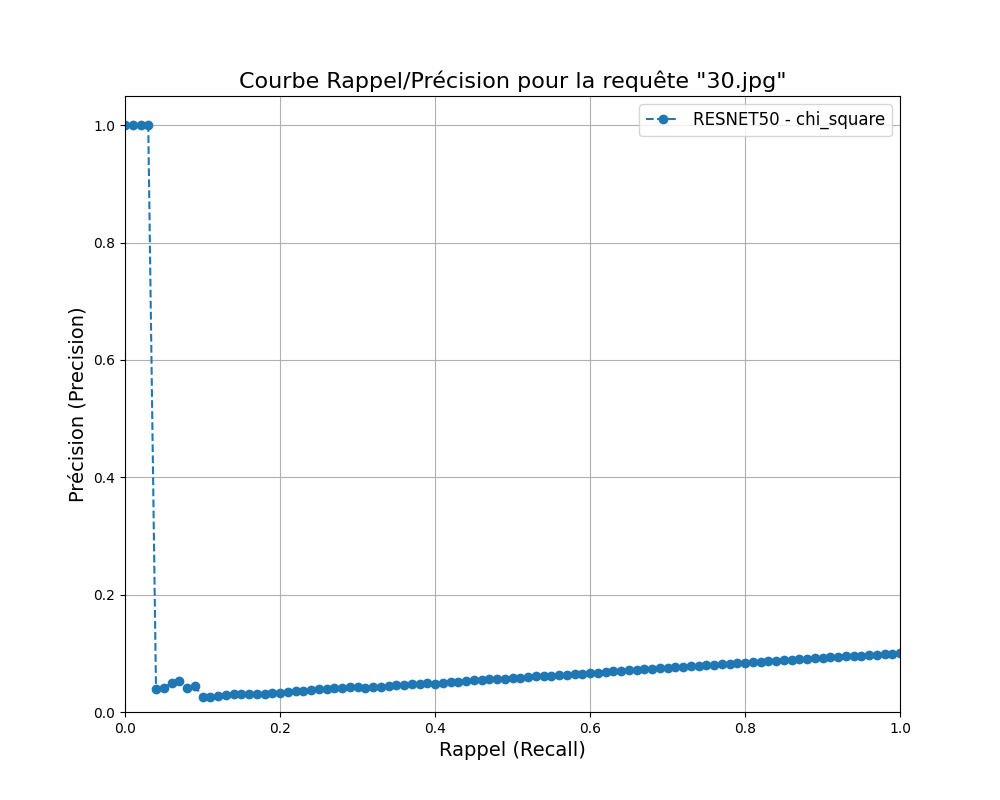 Courbe Rappel/Précision pour la requête "30.jpg"
RESNET50 - chi_square
Précision (Precision)
1.0
0.8
0.6
0.4
0.2
0.0
0.0 0.2 0.4 0.6 0.8 1.0
Rappel (Recall)